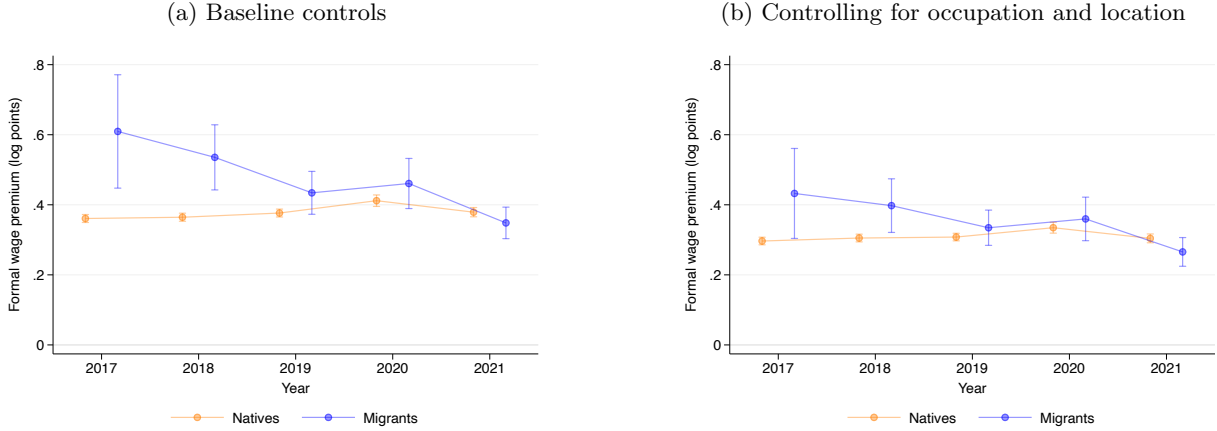 (a) Baseline controls
Formal wage premium (log points)
.8
.6
.4
.2
0
2017 2018 2019 2020 2021
Year
Natives Migrants
(b) Controlling for occupation and location
Formal wage premium (log points)
.8
.6
.4
.2
0
2017 2018 2019 2020 2021
Year
Natives Migrants